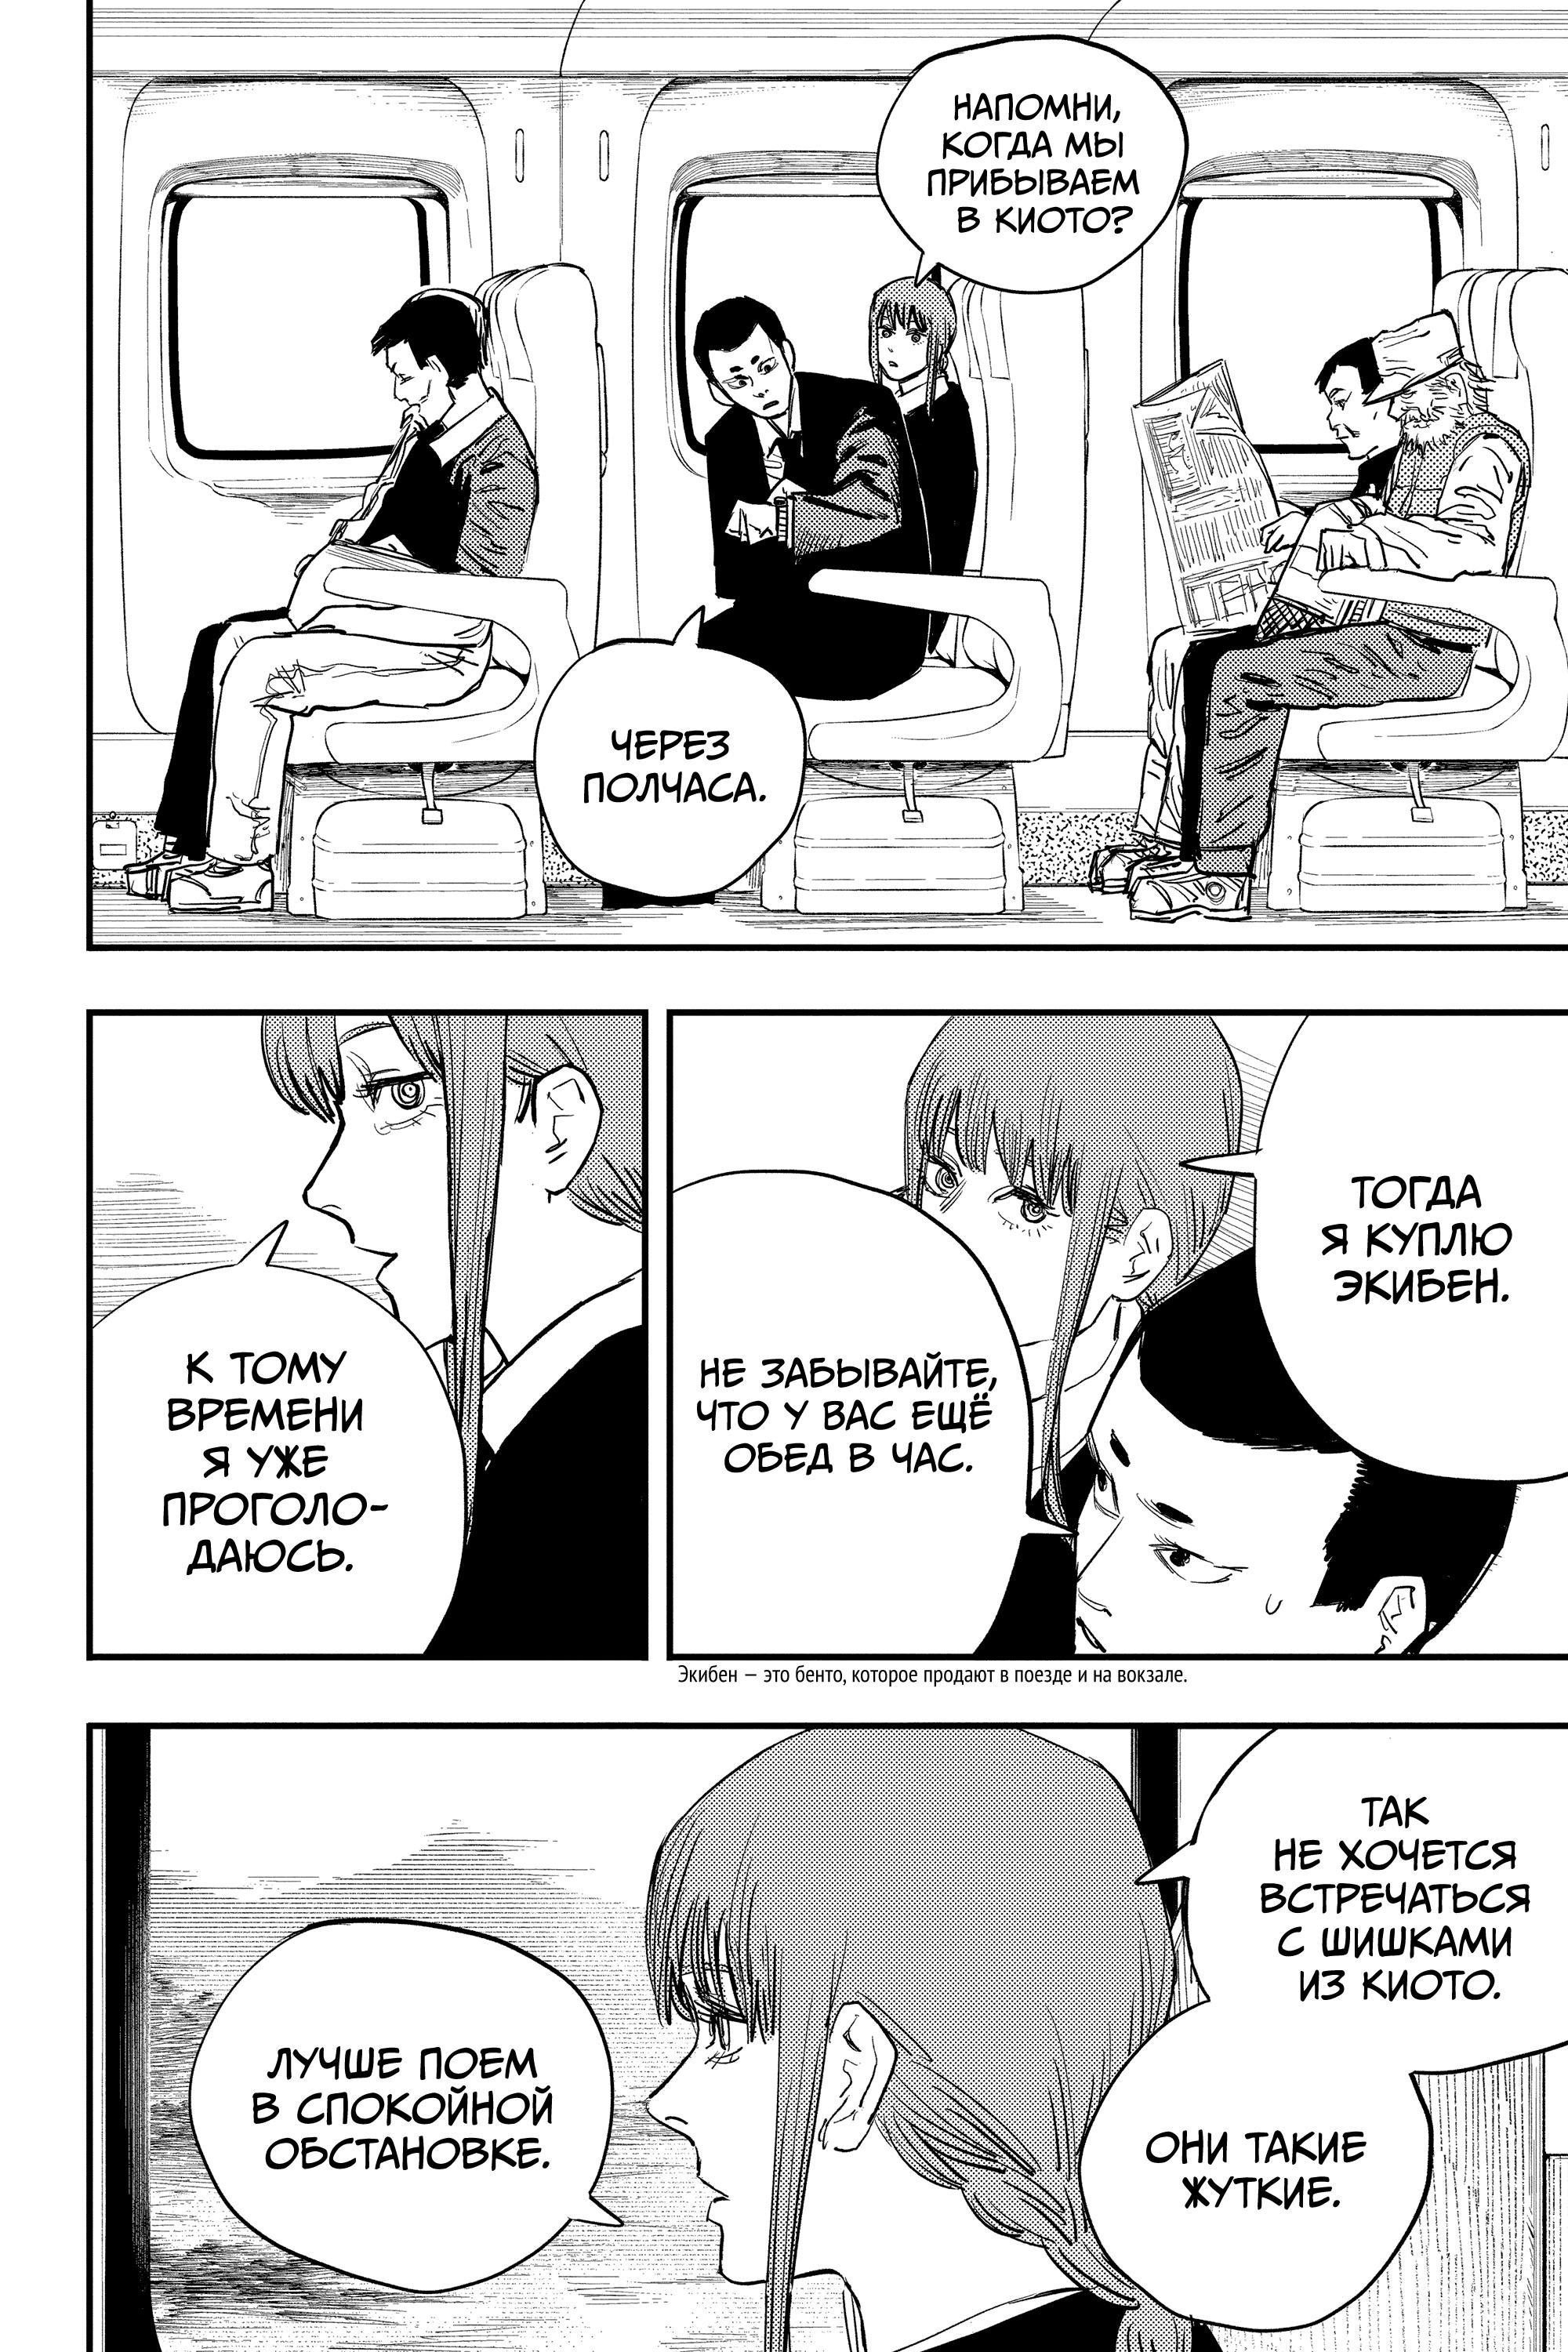 НАПОМНИ,
КОГДА МЫ
ПРИБЫВАЕМ
В КИОТО?
ЧЕРЕЗ
ПОЛЧАСА.
ТОГДА
Я КУПЛЮ
ЭКИБЕН.
НЕ ЗАБЫВАЙТЕ,
ЧТО У ВАС ЕЩЁ
ОБЕД В ЧАС.
К ТОМУ
ВРЕМЕНИ
Я УЖЕ
ПРОГОЛО-
ДАЮСЬ.
Экибен — это бенто, которое продают в поезде и на вокзале.
ТАК
НЕ ХОЧЕТСЯ
ВСТРЕЧАТЬСЯ
С ШИШКАМИ
ИЗ КИОТО.
ОНИ ТАКИЕ
ЖУТКИЕ.
ЛУЧШЕ ПОЕМ
В СПОКОЙНОЙ
ОБСТАНОВКЕ.